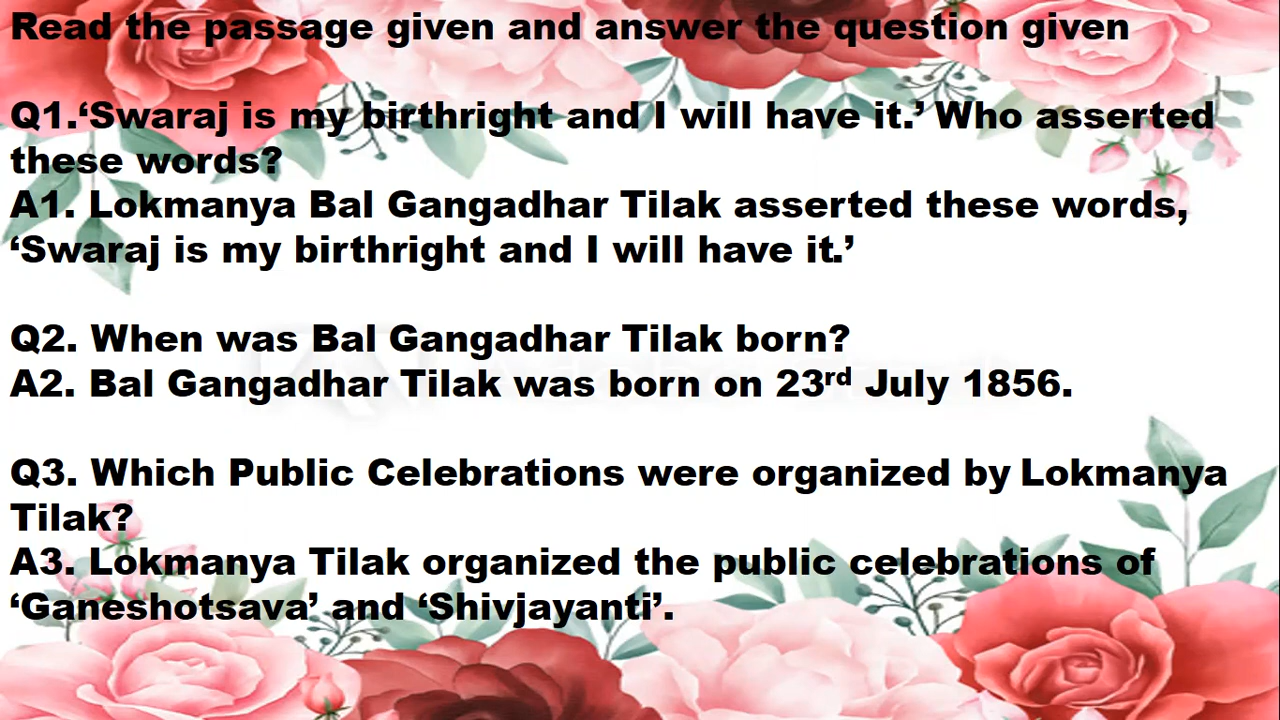 Read the passage given and answer the question given
Q1.‘Swaraj is my birthright and I will have it.’ Who asserted
these words?
A1. Lokmanya Bal Gangadhar Tilak asserted these words,
‘Swaraj is my birthright and I will have it.’
Q2. When was Bal Gangadhar Tilak born?
A2. Bal Gangadhar Tilak was born on 23rd July 1856.
Q3. Which Public Celebrations were organized by Lokmanya
Tilak?
A3. Lokmanya Tilak organized the public celebrations of
‘Ganeshotsava’ and ‘Shivjayanti’.